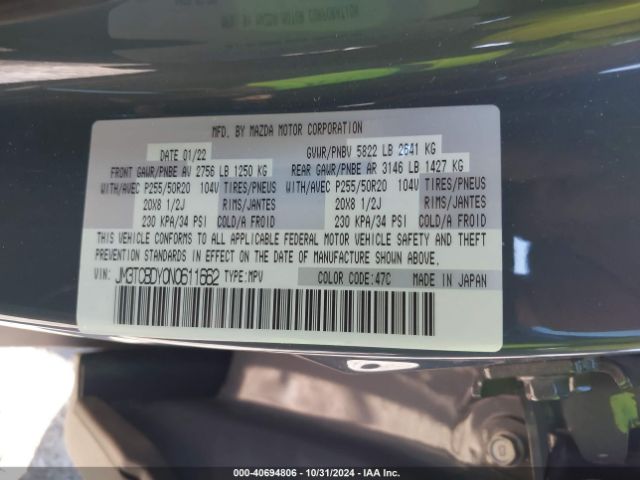 MFD. BY MAZDA MOTOR CORPORATION
DATE 01/22 GVWR/PNBV 5822 LB 2641 KG
FRONT GAWR/PNBE AV 2756 LB 1250 KG REAR GAWR/PNBE AR 3146 LB 1427 KG
WITH/AVEC P255/50R20 104V TIRES/PNEUS WITH/AVEC P255/50R20 104V TIRES/PNEUS
20X8 1/2J RIMS/JANTES 20X8 1/2J RIMS/JANTES
230 KPA/34 PSI COLD/A FROID 230 KPA/34 PSI COLD/A FROID
THIS VEHICLE CONFORMS TO ALL APPLICABLE FEDERAL MOTOR VEHICLE SAFETY AND THEFT
PREVENTION STANDARDS IN EFFECT ON THE DATE OF MANUFACTURE SHOWN ABOVE.
VIN: JM3TCBDY0N0611662 TYPE:MPV COLOR CODE:47C MADE IN JAPAN
000-40694806 - 10/31/2024 - IAA Inc.